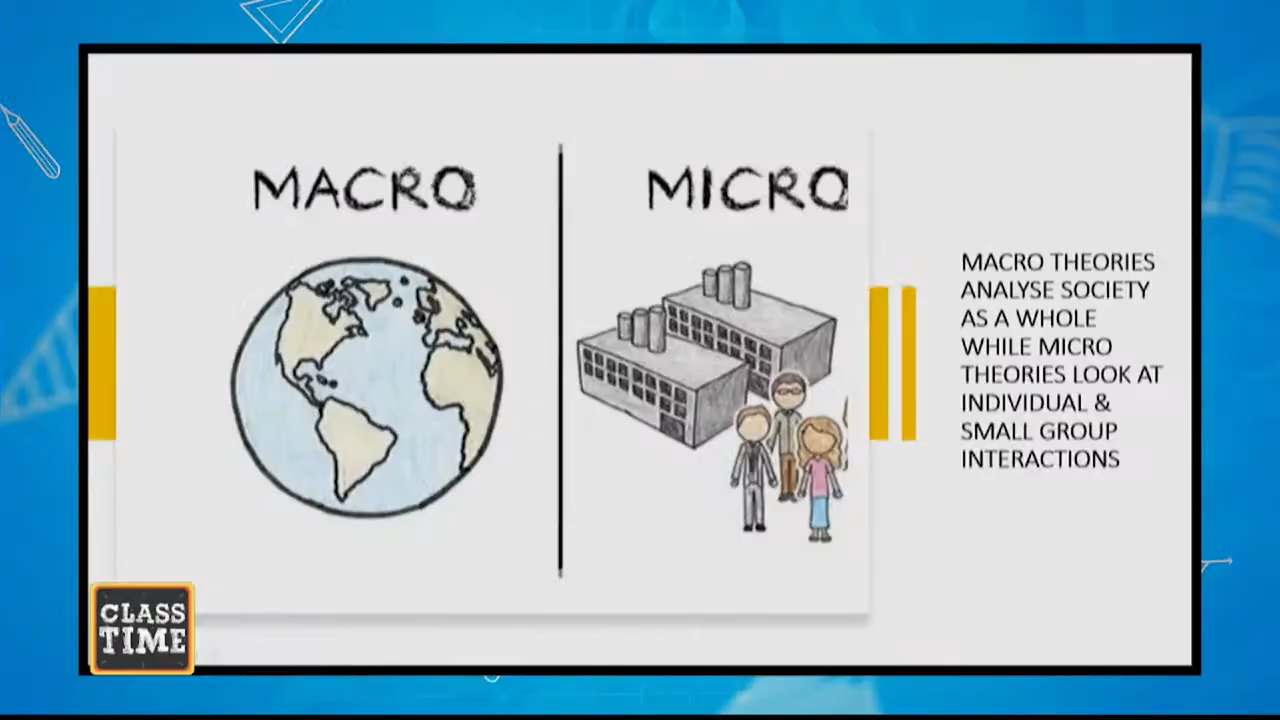 MACRO
MICRO
MACRO THEORIES
ANALYSE SOCIETY
AS A WHOLE
WHILE MICRO
THEORIES LOOK AT
INDIVIDUAL &
SMALL GROUP
INTERACTIONS
CLASS
TIME